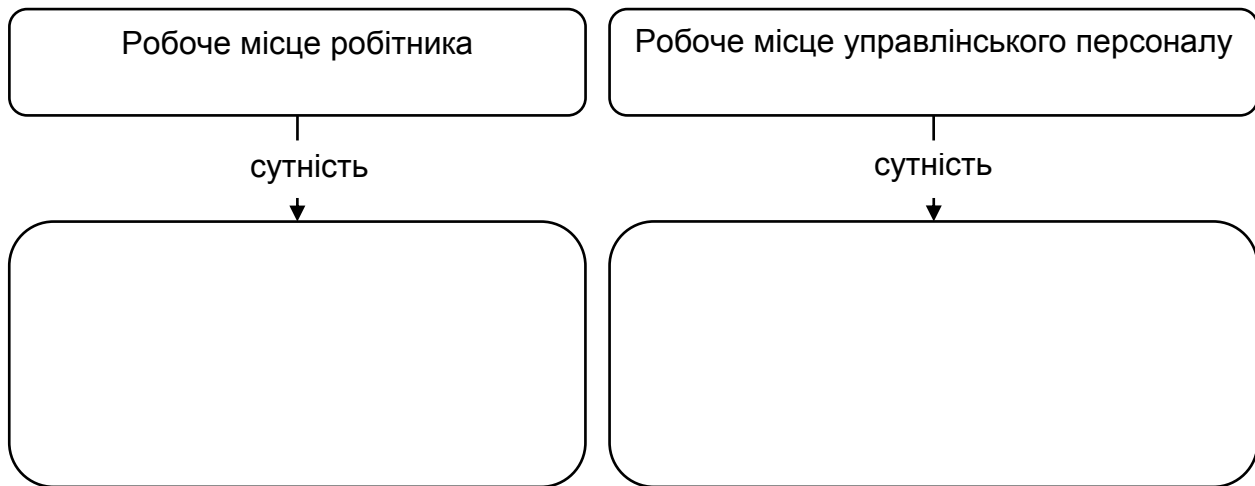 Робоче місце робітника
Робоче місце управлінського персоналу
сутність
сутність